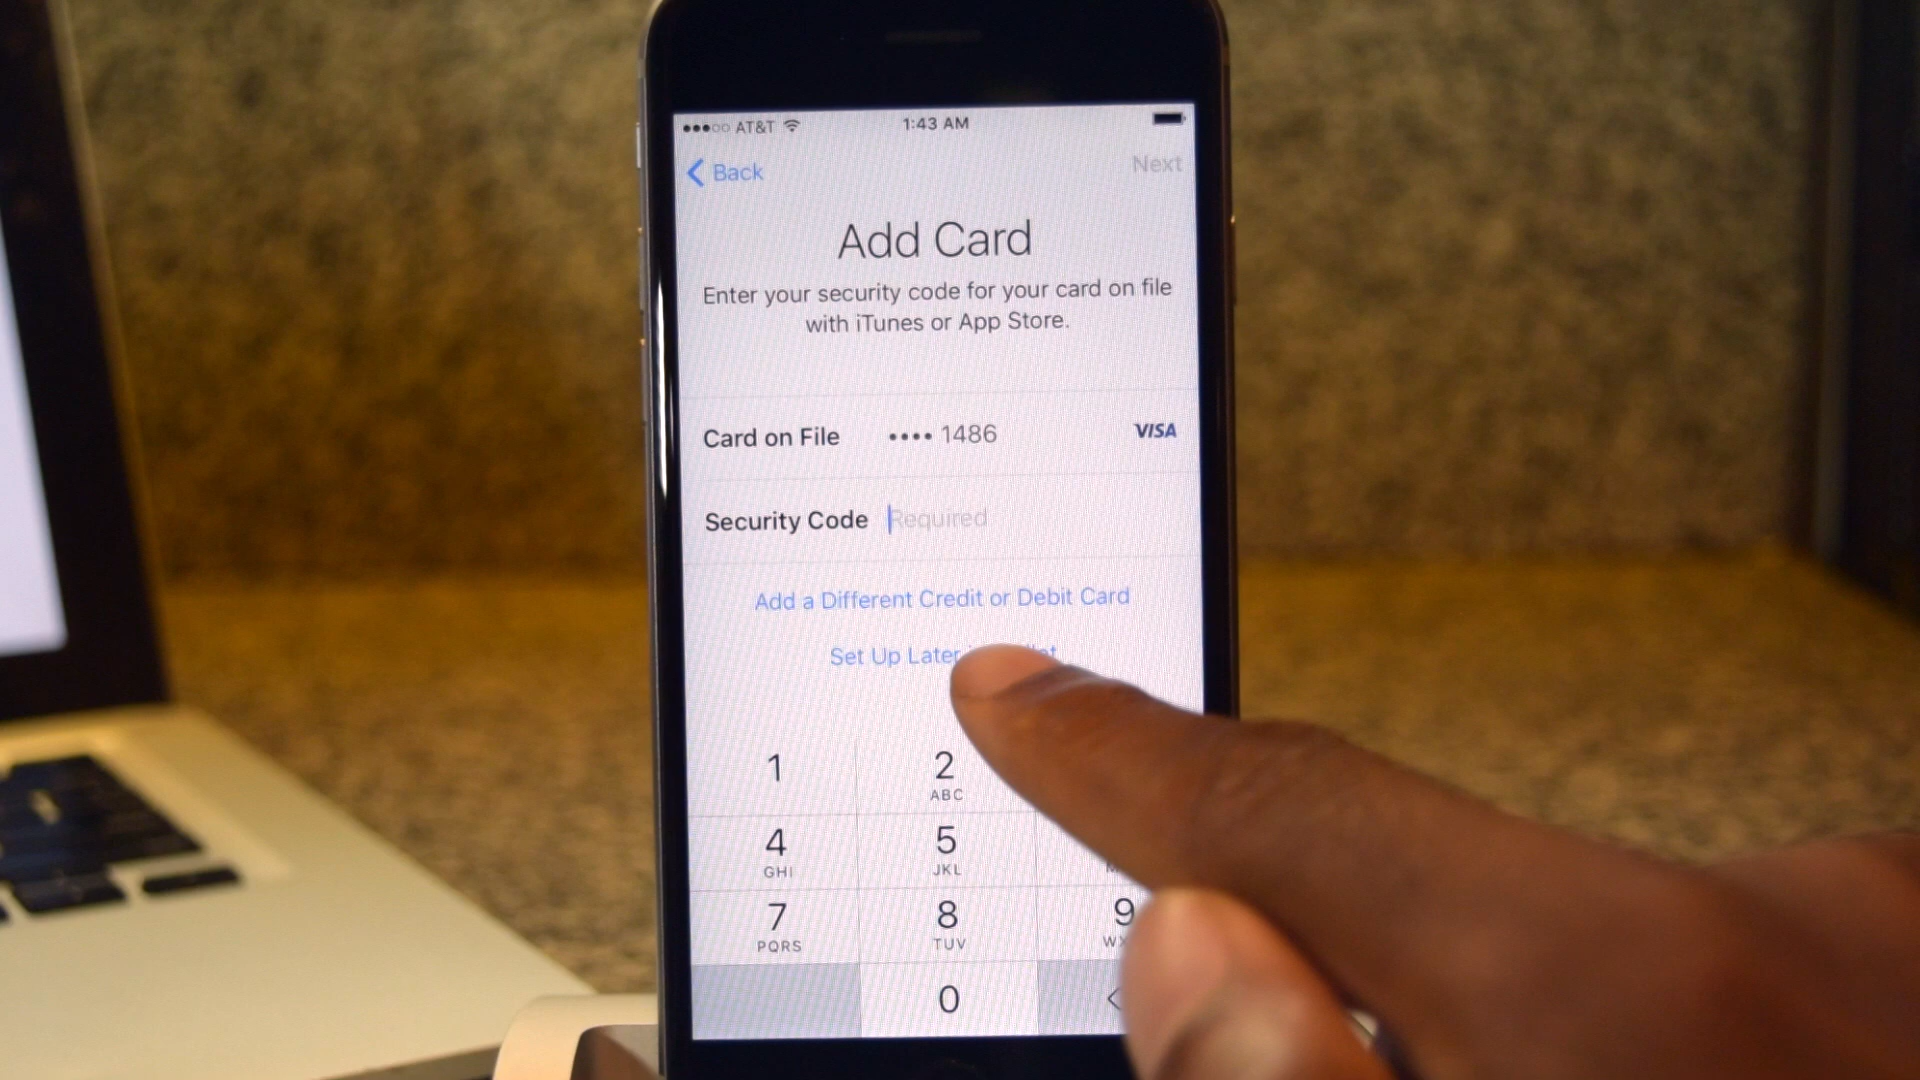 AT&T 1:43 AM
Back Next
Add Card
Enter your security code for your card on file
with iTunes or App Store.
Card on File •••• 1486 VISA
Security Code Required
Add a Different Credit or Debit Card
Set Up Later
1 2
ABC
4 5
GHI JKL
7 8 9
PQRS TUV
0